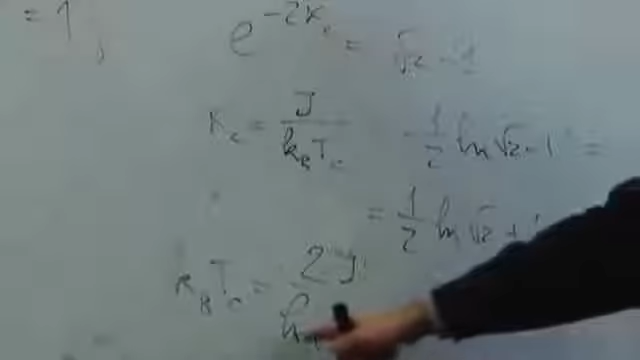 = 1,
e^{-2K_c} = √2 - 1
K_c = J / (k_B T_c) = -1/2 ln √2 - 1 =
= 1/2 ln √2 + 1
k_B T_c = 2J / ln